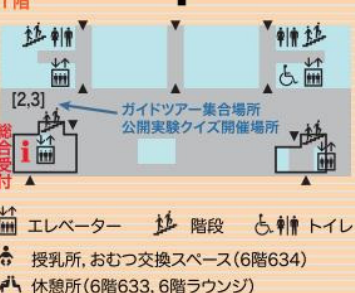 1階
[2,3]
ガイドツアー集合場所
公開実験クイズ開催場所
総合受付
i
エレベーター 階段 トイレ
授乳所,おむつ交換スペース(6階634)
休憩所(6階633, 6階ラウンジ)